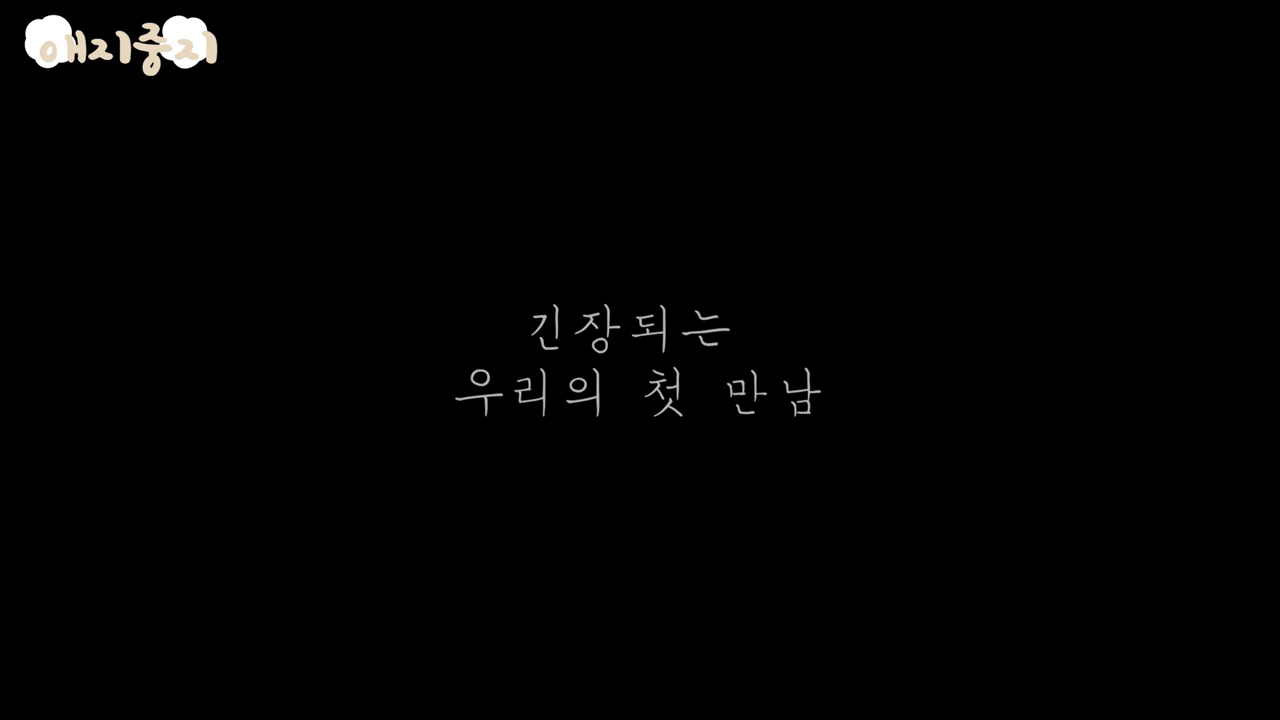 애지중지
긴장되는
우리의 첫 만남